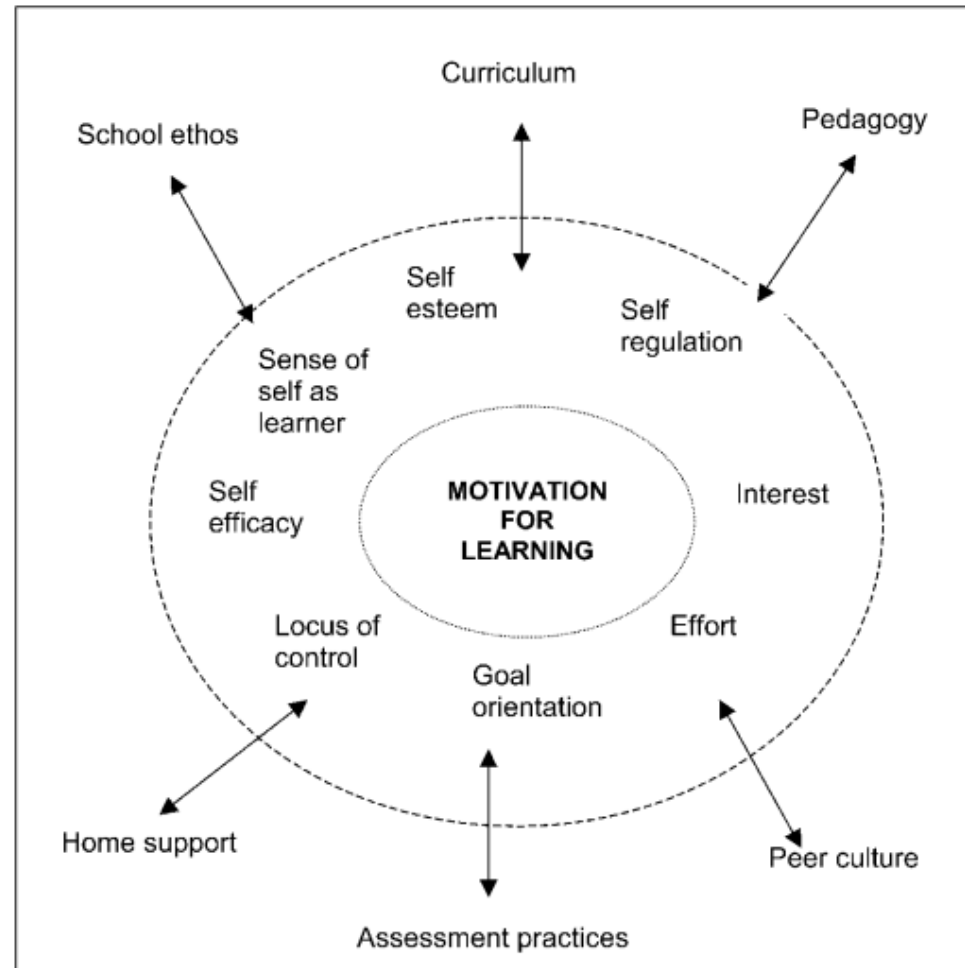 Curriculum
Pedagogy
School ethos
Self
esteem
Self
regulation
Sense of
self as
learner
Self
efficacy
MOTIVATION
FOR
LEARNING
Interest
Locus of
control
Effort
Goal
orientation
Home support
Peer culture
Assessment practices